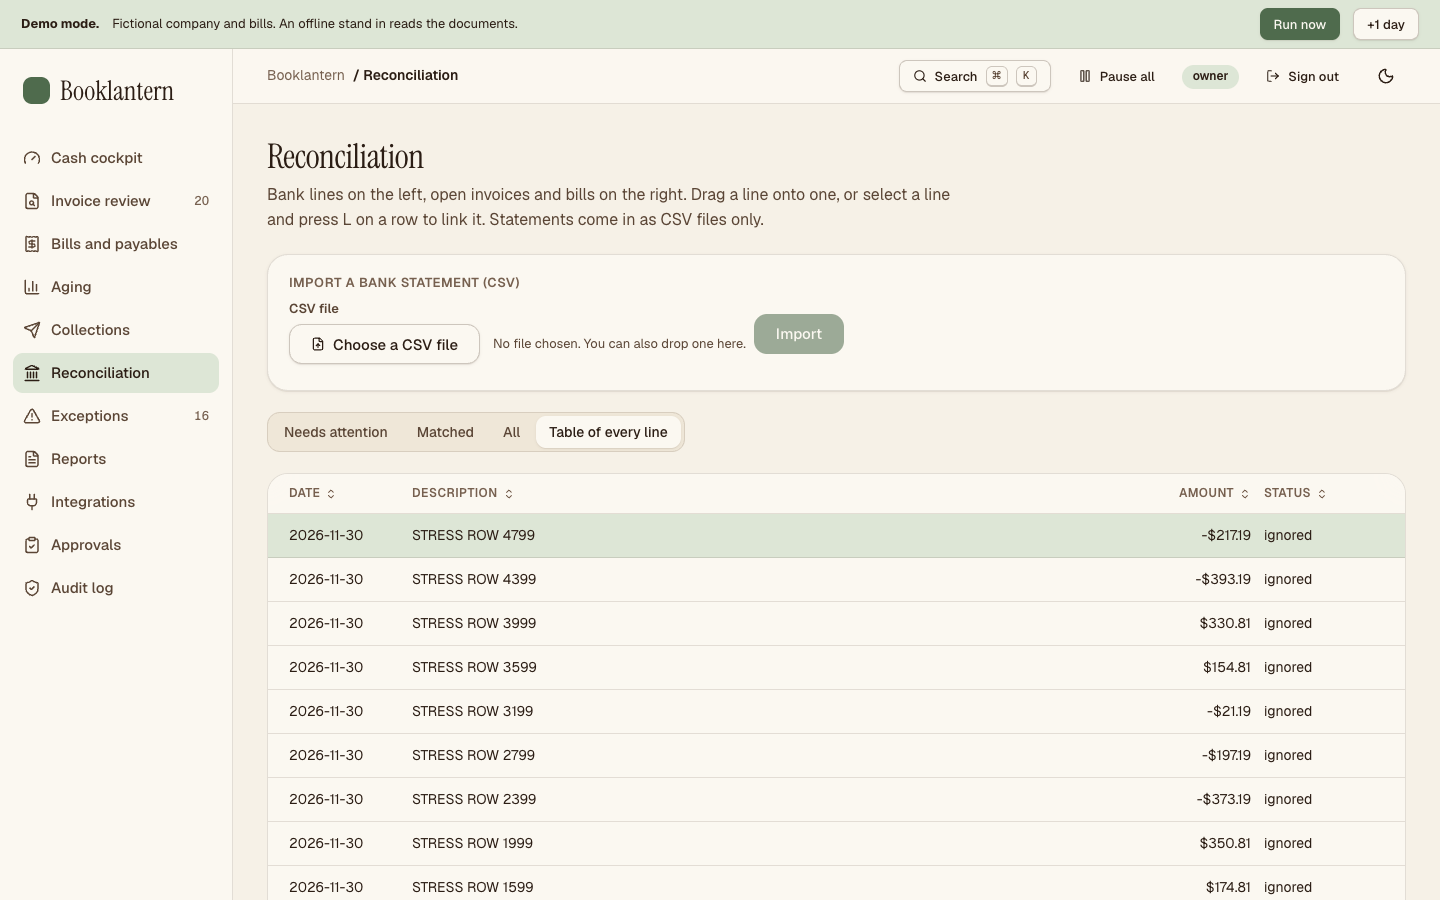 Demo mode. Fictional company and bills. An offline stand in reads the documents.
Run now
+1 day
Booklantern
Booklantern / Reconciliation
Search ⌘ K
Pause all
owner
Sign out
Cash cockpit
Invoice review 20
Bills and payables
Aging
Collections
Reconciliation
Exceptions 16
Reports
Integrations
Approvals
Audit log
Reconciliation
Bank lines on the left, open invoices and bills on the right. Drag a line onto one, or select a line
and press L on a row to link it. Statements come in as CSV files only.
IMPORT A BANK STATEMENT (CSV)
CSV file
Choose a CSV file
No file chosen. You can also drop one here.
Import
Needs attention
Matched
All
Table of every line
DATE DESCRIPTION AMOUNT STATUS
2026-11-30 STRESS ROW 4799 -$217.19 ignored
2026-11-30 STRESS ROW 4399 -$393.19 ignored
2026-11-30 STRESS ROW 3999 $330.81 ignored
2026-11-30 STRESS ROW 3599 $154.81 ignored
2026-11-30 STRESS ROW 3199 -$21.19 ignored
2026-11-30 STRESS ROW 2799 -$197.19 ignored
2026-11-30 STRESS ROW 2399 -$373.19 ignored
2026-11-30 STRESS ROW 1999 $350.81 ignored
2026-11-30 STRESS ROW 1599 $174.81 ignored